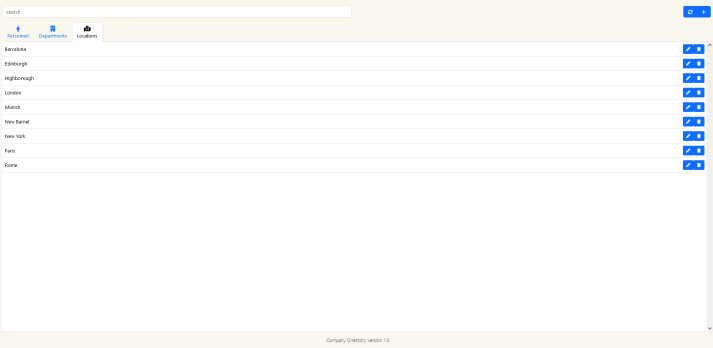 search
Personnel Departments Locations
Barcelona
Edinburgh
Highborough
London
Munich
New Barnet
New York
Paris
Rome
Company Directory version 1.0